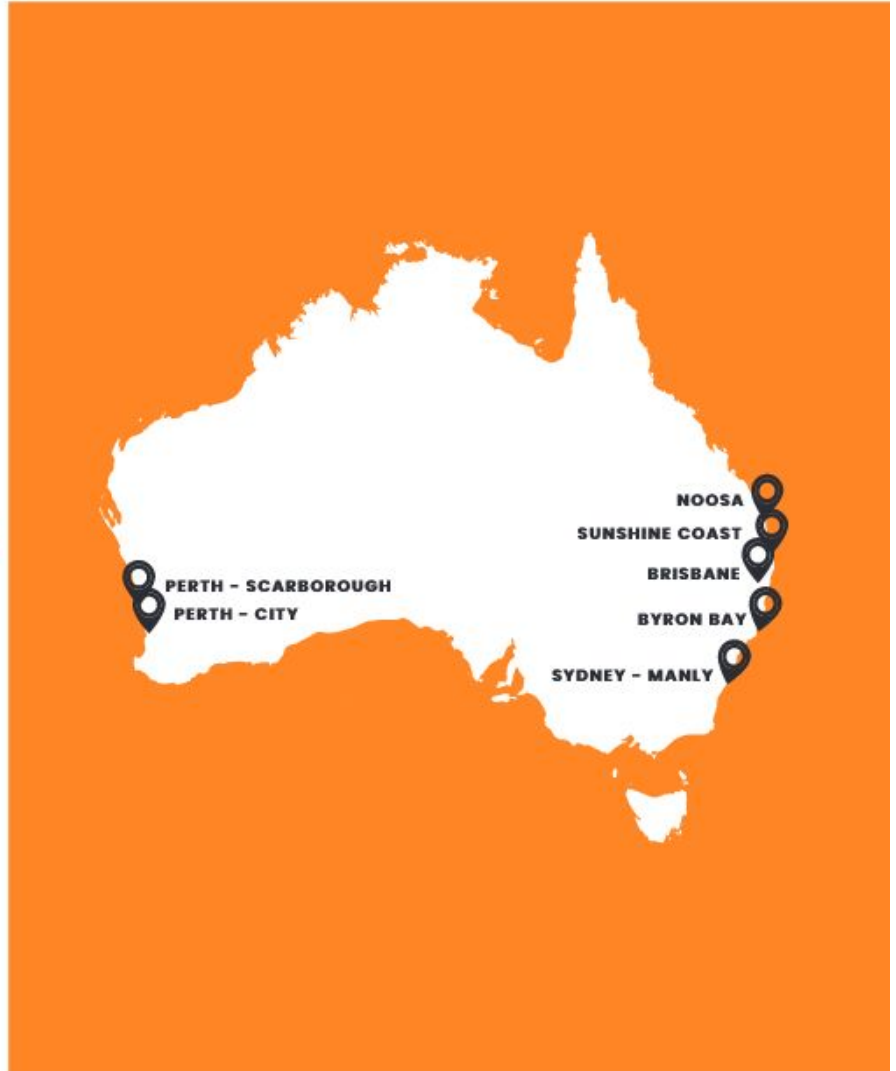 NOOSA
SUNSHINE COAST
BRISBANE
PERTH - SCARBOROUGH
PERTH - CITY
BYRON BAY
SYDNEY - MANLY